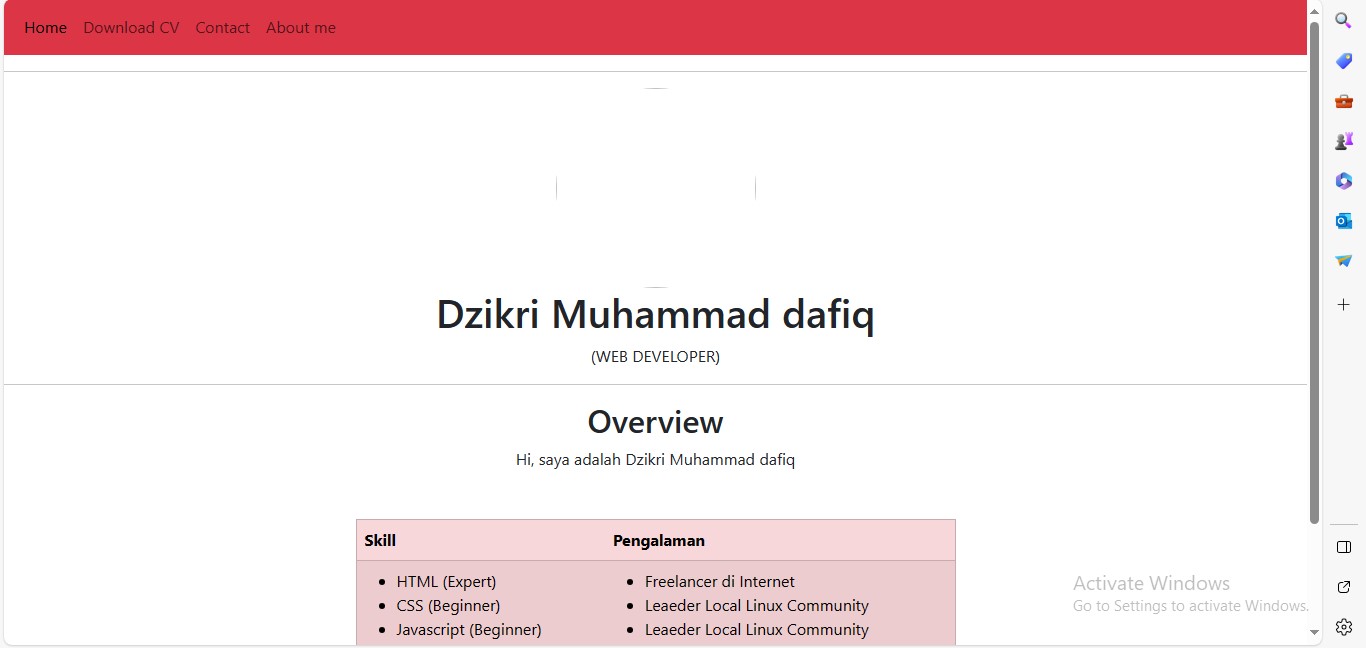 Home Download CV Contact About me
Dzikri Muhammad dafiq
(WEB DEVELOPER)
Overview
Hi, saya adalah Dzikri Muhammad dafiq
Skill Pengalaman
HTML (Expert) Freelancer di Internet
CSS (Beginner) Leaeder Local Linux Community
Javascript (Beginner) Leaeder Local Linux Community
Activate Windows
Go to Settings to activate Windows.